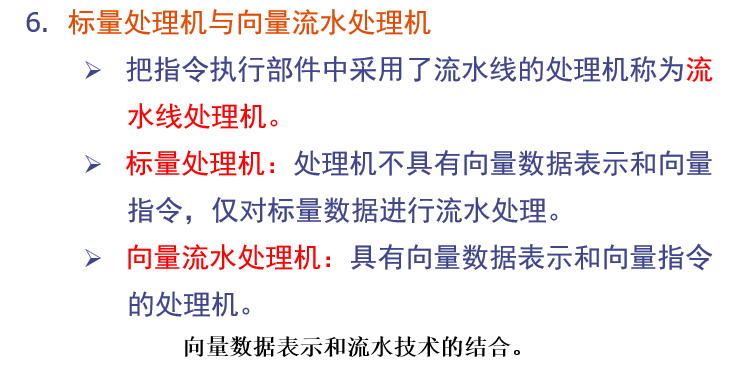 6. 标量处理机与向量流水处理机
➢ 把指令执行部件中采用了流水线的处理机称为流
水线处理机。
➢ 标量处理机：处理机不具有向量数据表示和向量
指令，仅对标量数据进行流水处理。
➢ 向量流水处理机：具有向量数据表示和向量指令
的处理机。
向量数据表示和流水技术的结合。